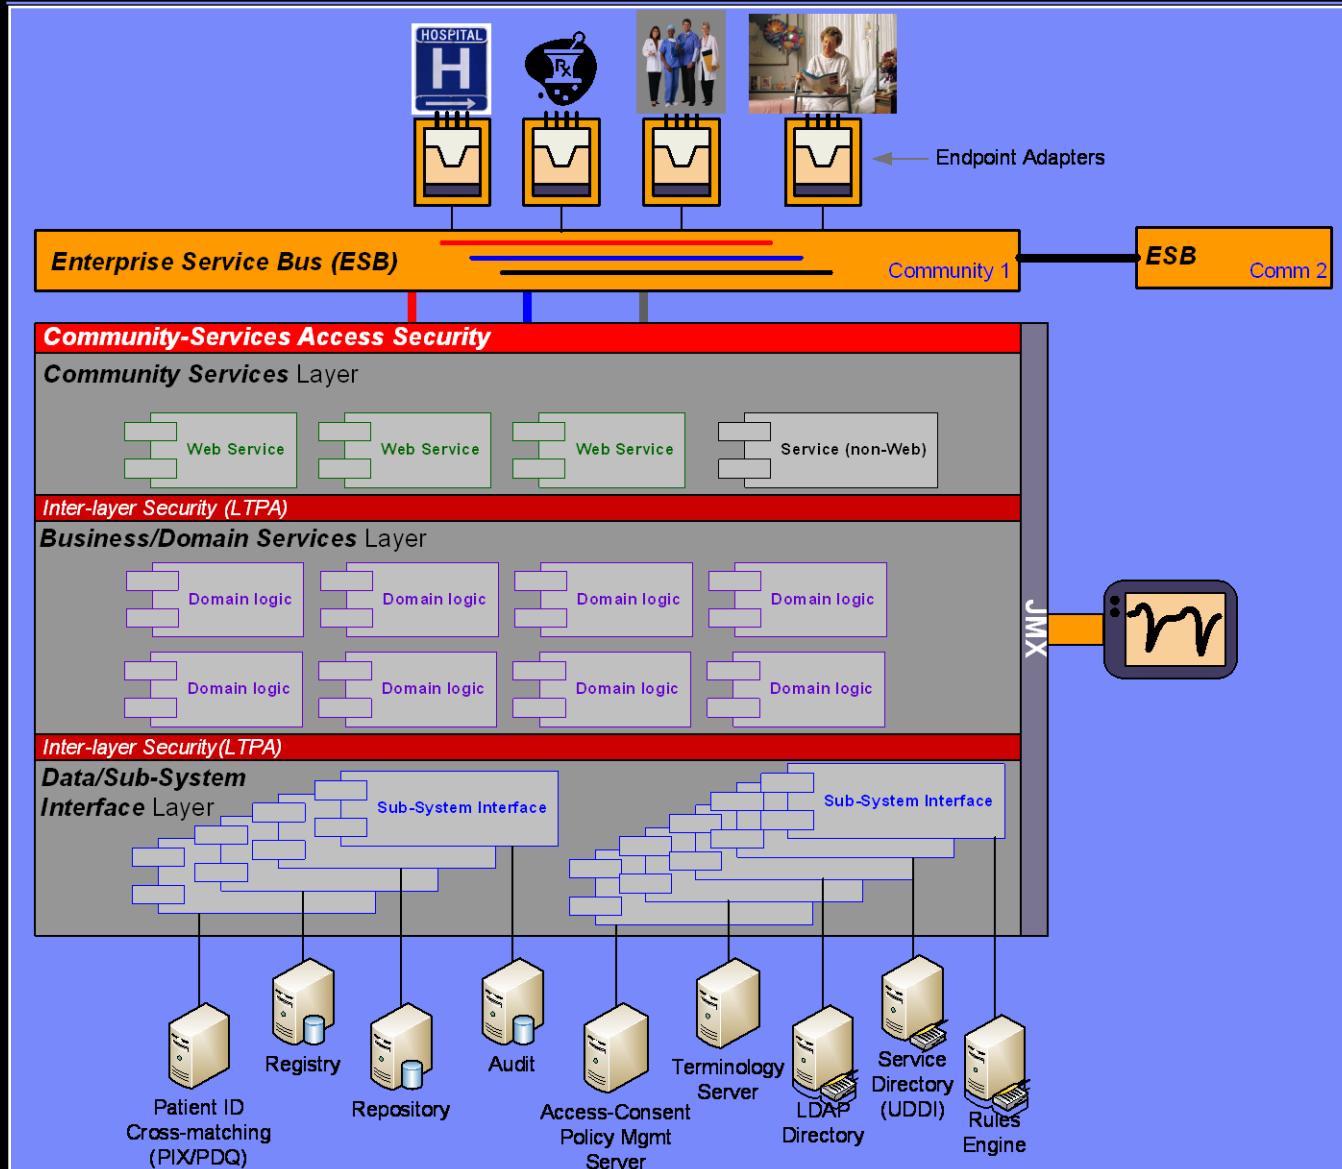 HOSPITAL
H
Rx
Endpoint Adapters
Enterprise Service Bus (ESB)
Community 1
ESB
Comm 2
Community-Services Access Security
Community Services Layer
Web Service
Web Service
Web Service
Service (non-Web)
Inter-layer Security (LTPA)
Business/Domain Services Layer
Domain logic
Domain logic
Domain logic
Domain logic
JMX
Domain logic
Domain logic
Domain logic
Domain logic
Inter-layer Security(LTPA)
Data/Sub-System
Interface Layer
Sub-System Interface
Sub-System Interface
Patient ID
Cross-matching
(PIX/PDQ)
Registry
Repository
Audit
Access-Consent
Policy Mgmt
Server
Terminology
Server
LDAP
Directory
Service
Directory
(UDDI)
Rules
Engine